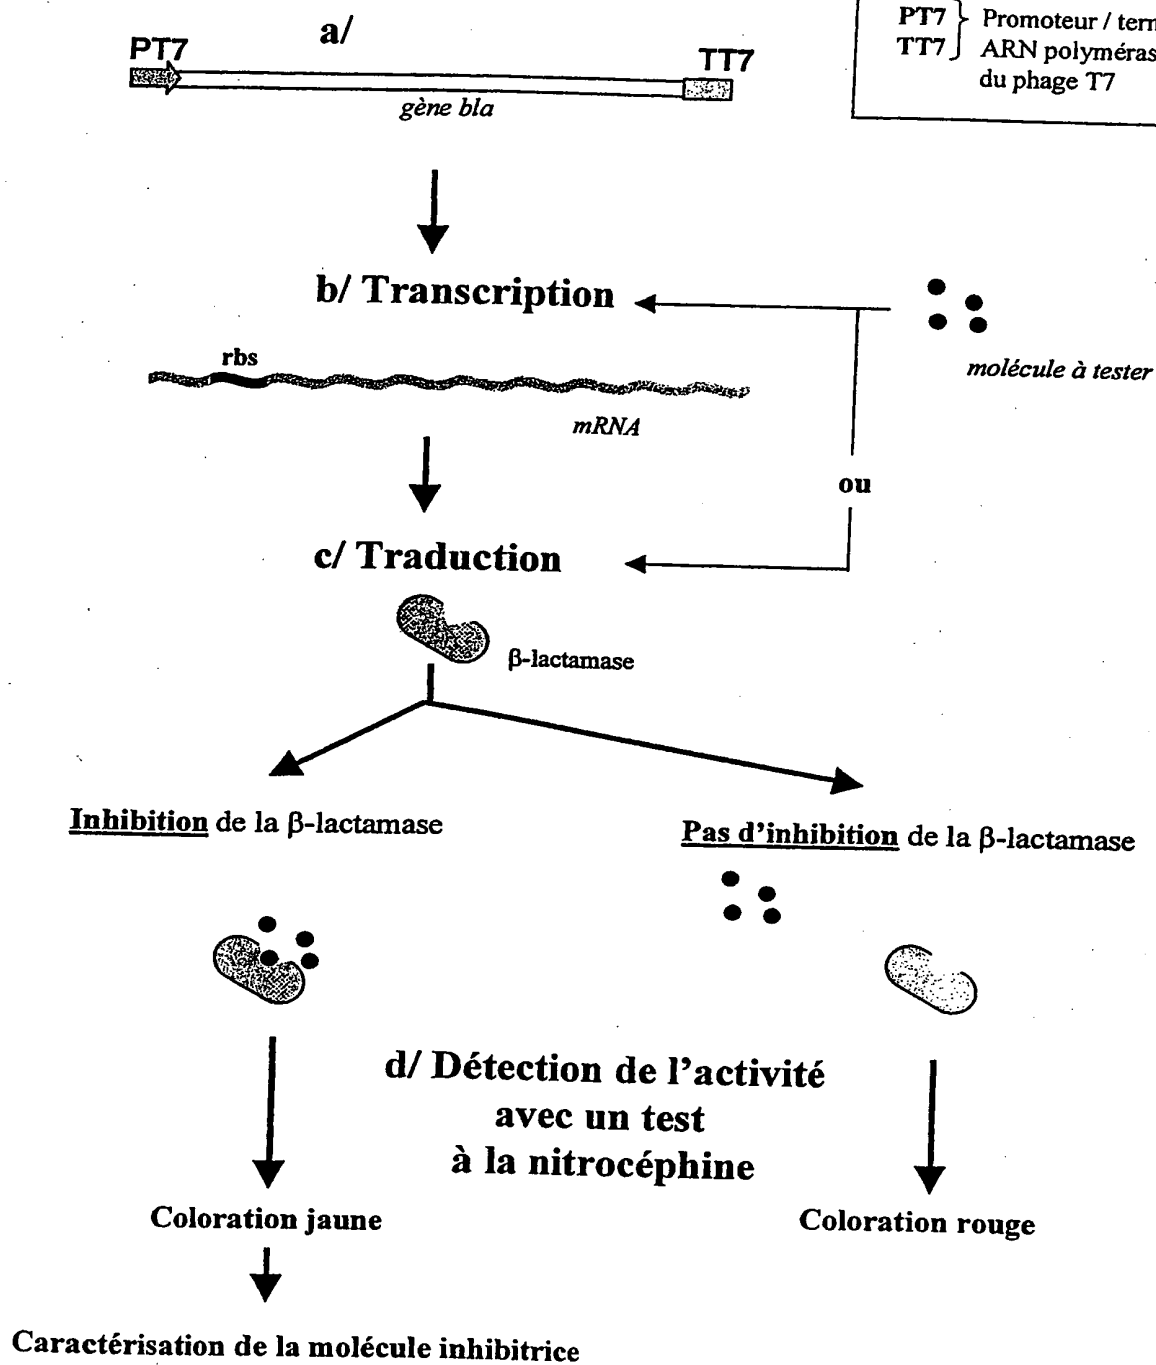 a/
PT7
TT7
gène bla
PT7 Promoteur /
TT7 ARN
du phage T7
b/ Transcription
rbs
mRNA
molécule à tester
ou
c/ Traduction
β-lactamase
Inhibition de la β-lactamase
Pas d'inhibition de la β-lactamase
d/ Détection de l'activité
avec un test
à la nitrocéphine
Coloration jaune
Coloration rouge
Caractérisation de la molécule inhibitrice